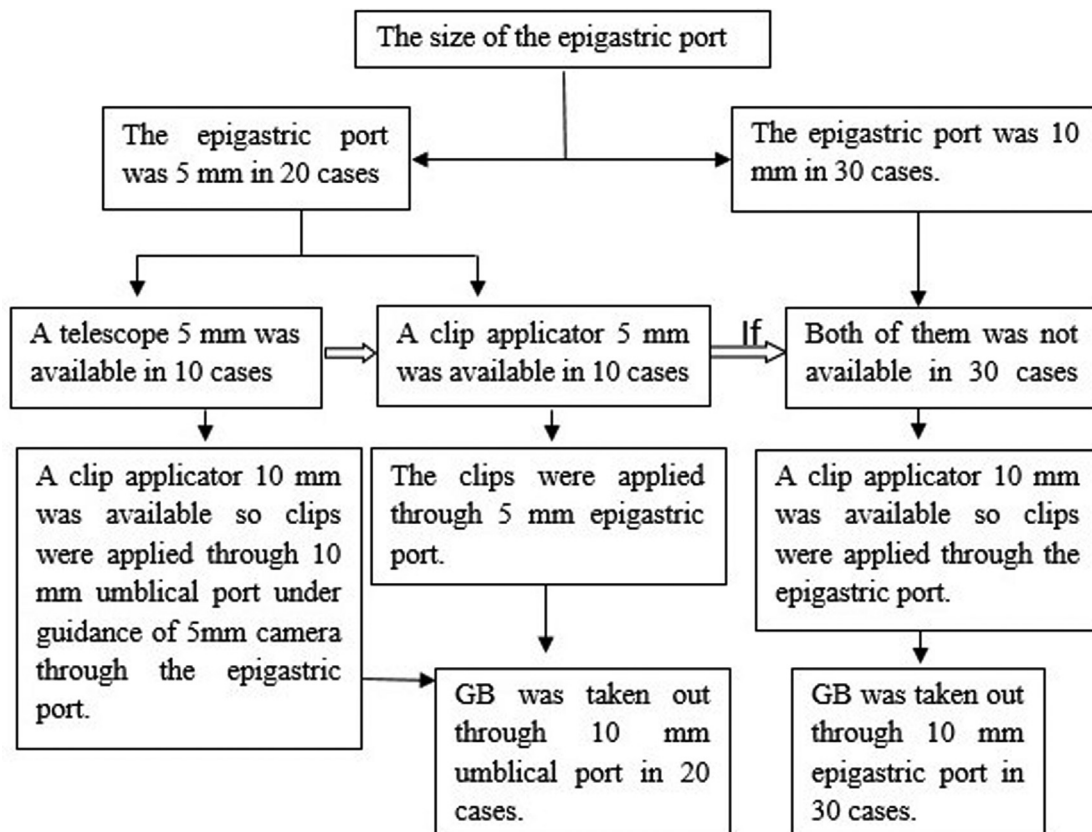 The size of the epigastric port
The epigastric port
was 5 mm in 20 cases
The epigastric port was 10
mm in 30 cases.
A telescope 5 mm was
available in 10 cases
A clip applicator 5 mm
was available in 10 cases
If
Both of them was not
available in 30 cases
A clip applicator 10 mm
was available so clips
were applied through 10
mm umblical port under
guidance of 5mm camera
through the epigastric
port.
The clips were applied
through 5 mm epigastric
port.
A clip applicator 10 mm
was available so clips
were applied through the
epigastric port.
GB was taken out
through 10 mm
umblical port in 20
cases.
GB was taken out
through 10 mm
epigastric port in
30 cases.